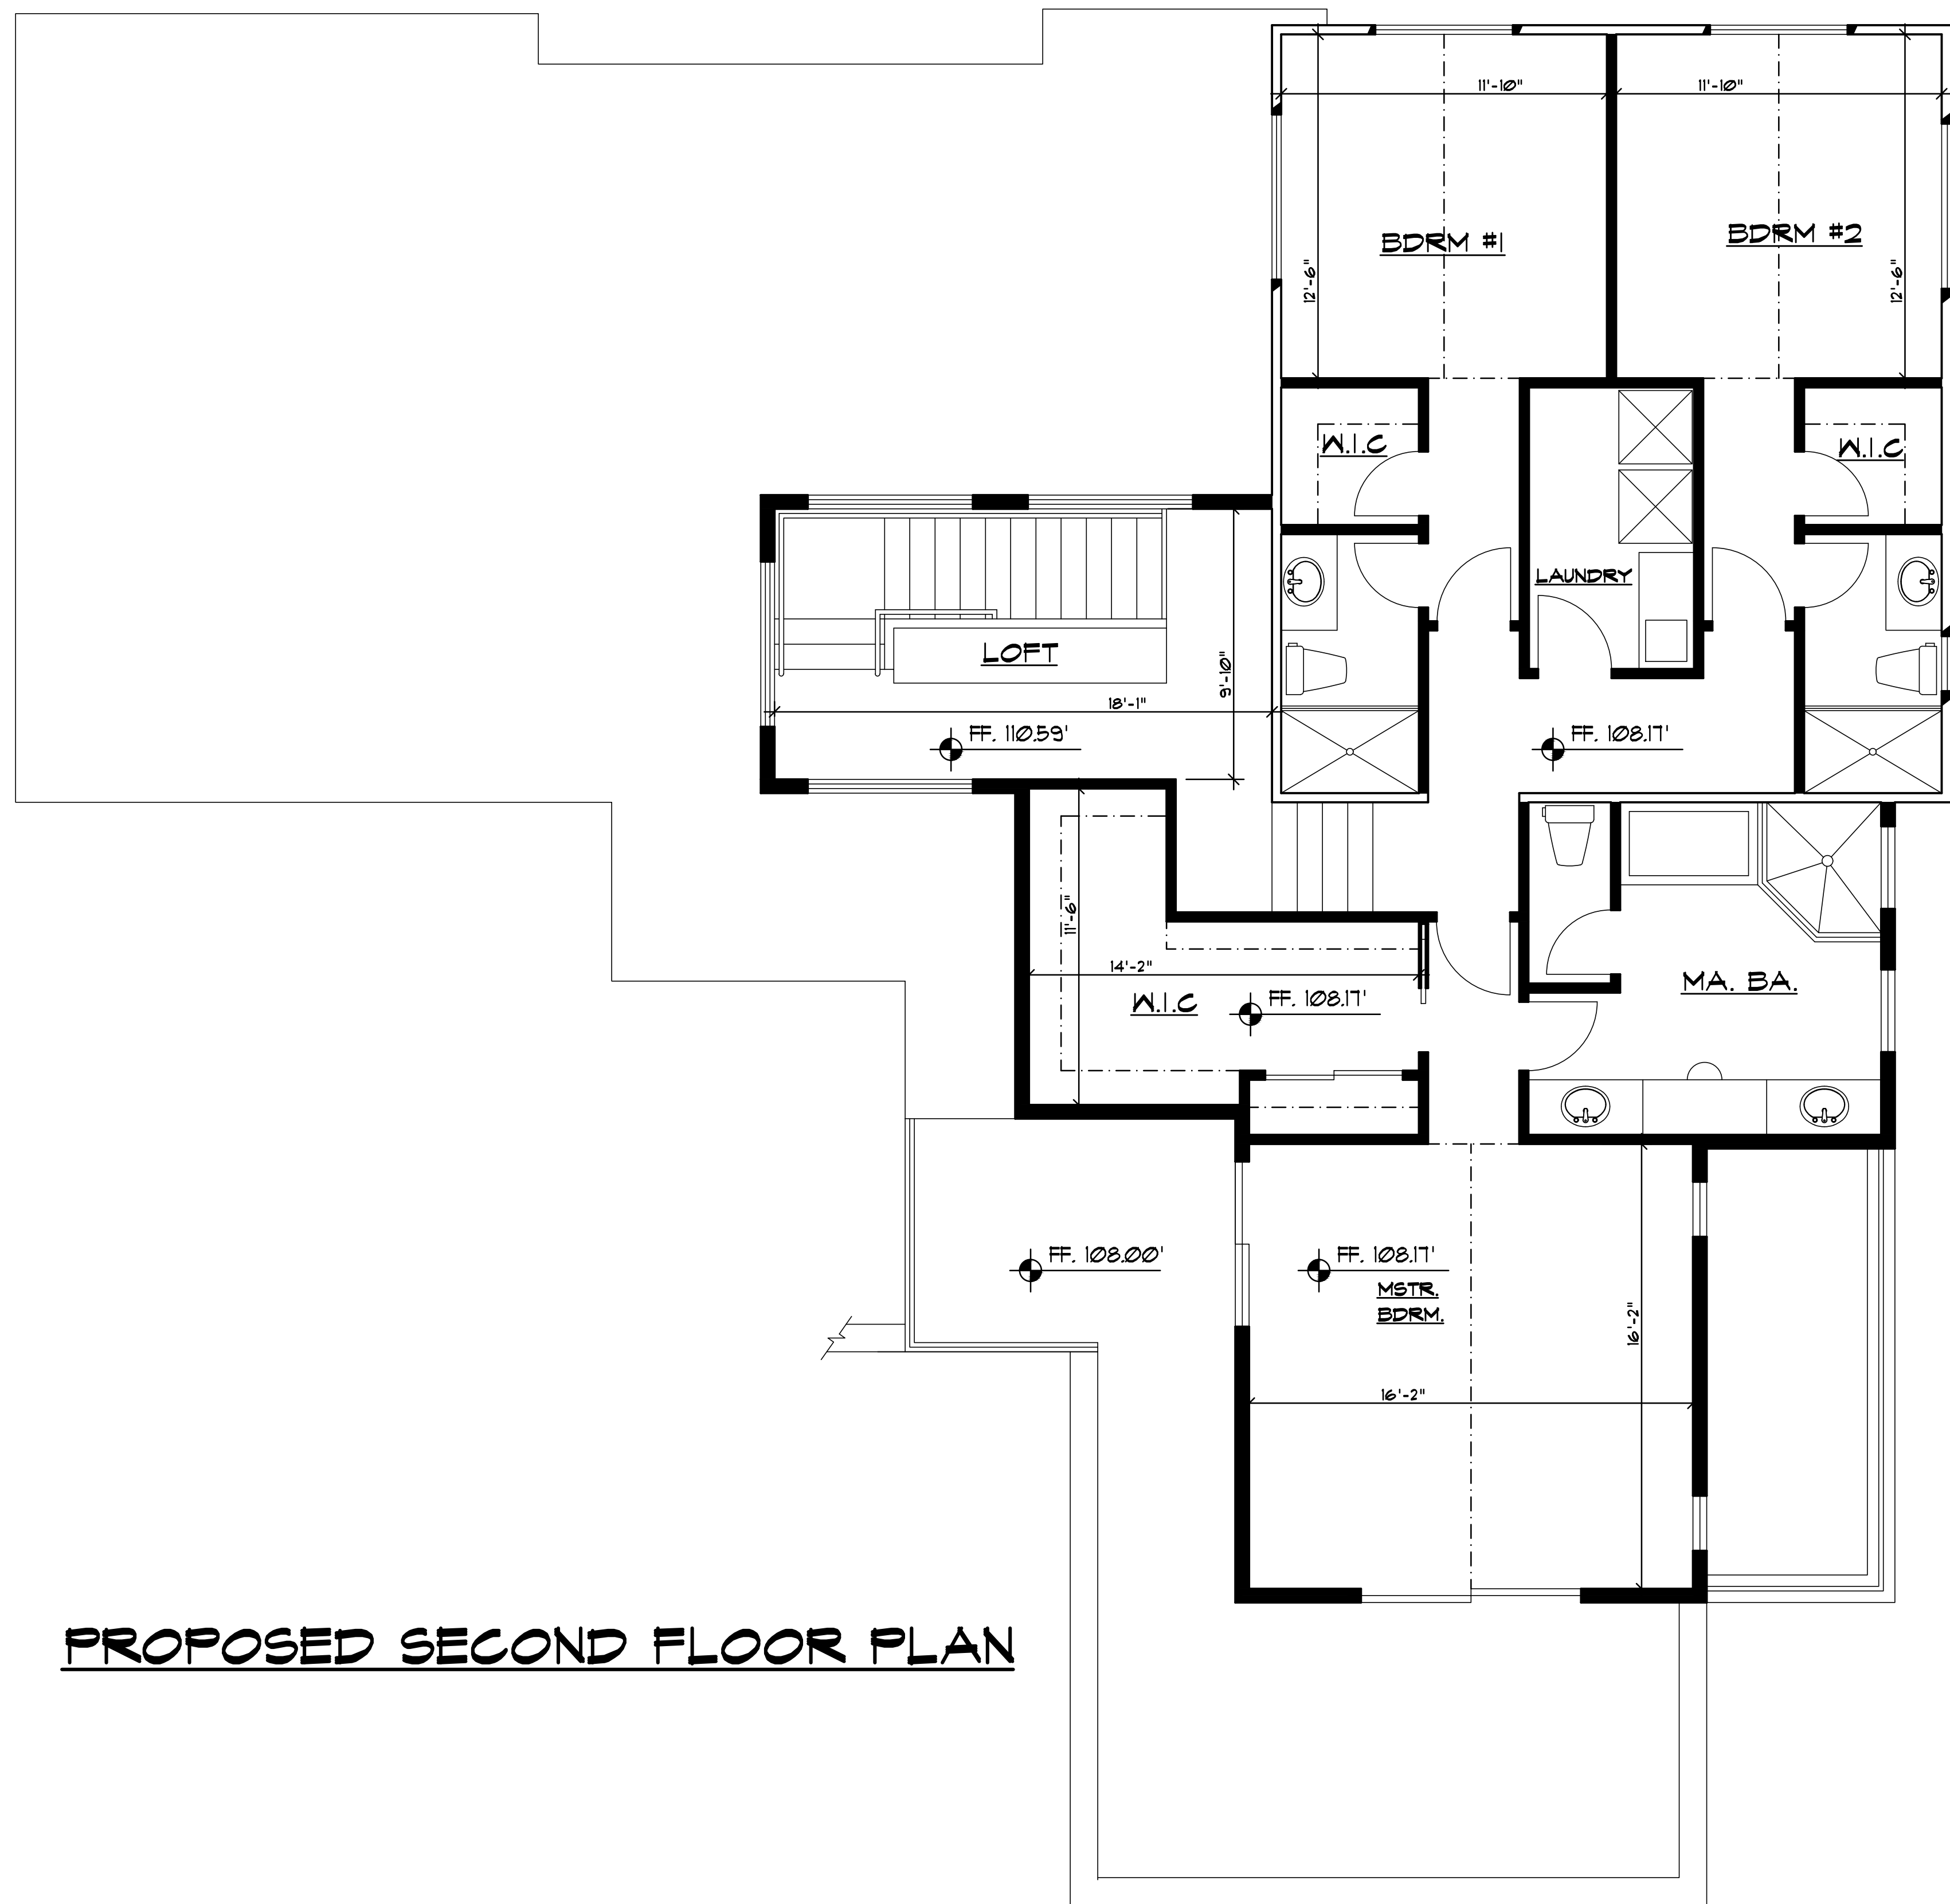 11'-10"
11'-10"
BDRM #1
BDRM #2
12'-6"
12'-6"
W.I.C
W.I.C
LAUNDRY
LOFT
9'-10"
18'-1"
FF. 110.59'
FF. 108.17'
11'-6"
14'-2"
W.I.C
FF. 108.17'
MA. BA.
FF. 108.00'
FF. 108.17'
MSTR.
BDRM.
16'-2"
16'-2"
PROPOSED SECOND FLOOR PLAN